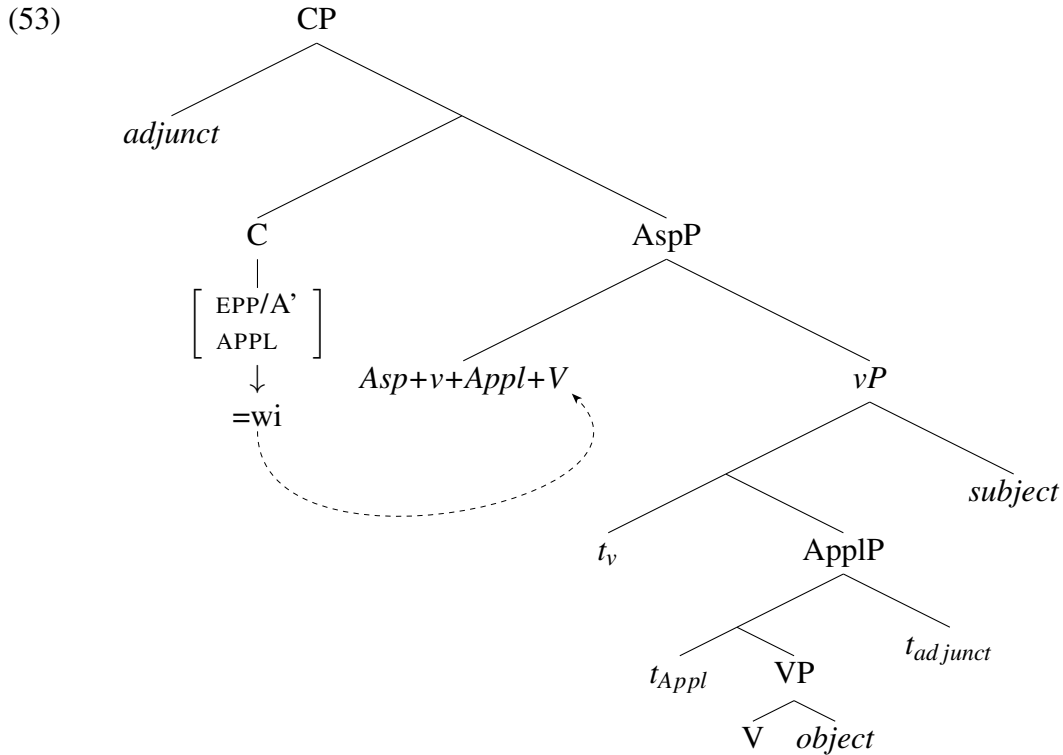 (53)
CP
adjunct
C AspP
EPP/A’
APPL
↓
=wi
Asp+v+Appl+V vP
subject
t_v ApplP
t_Appl VP t_adjunct
V object